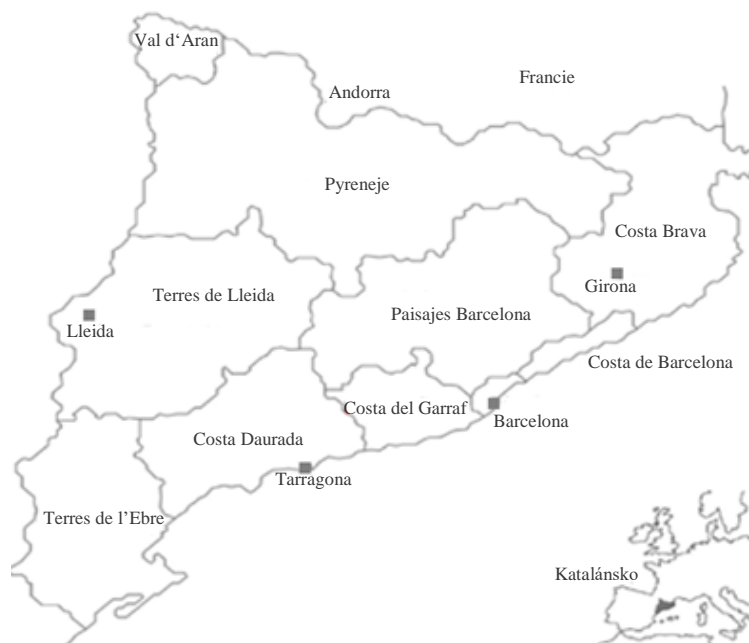 Val d‘Aran
Francie
Andorra
Pyreneje
Costa Brava
Girona
Terres de Lleida
Paisajes Barcelona
Lleida
Costa de Barcelona
Costa del Garraf
Barcelona
Costa Daurada
Tarragona
Terres de l’Ebre
Katalánsko